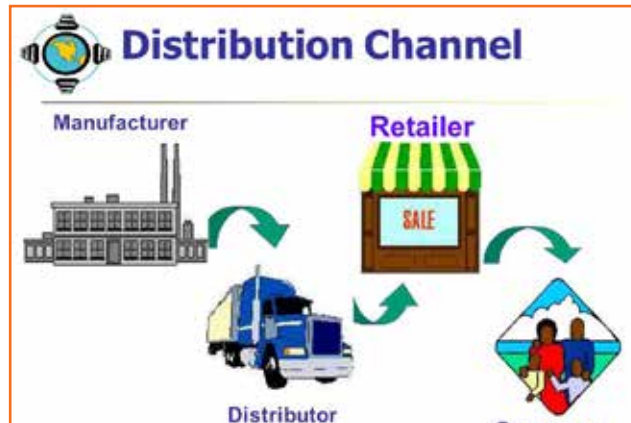 Distribution Channel
Manufacturer
Retailer
SALE
Distributor